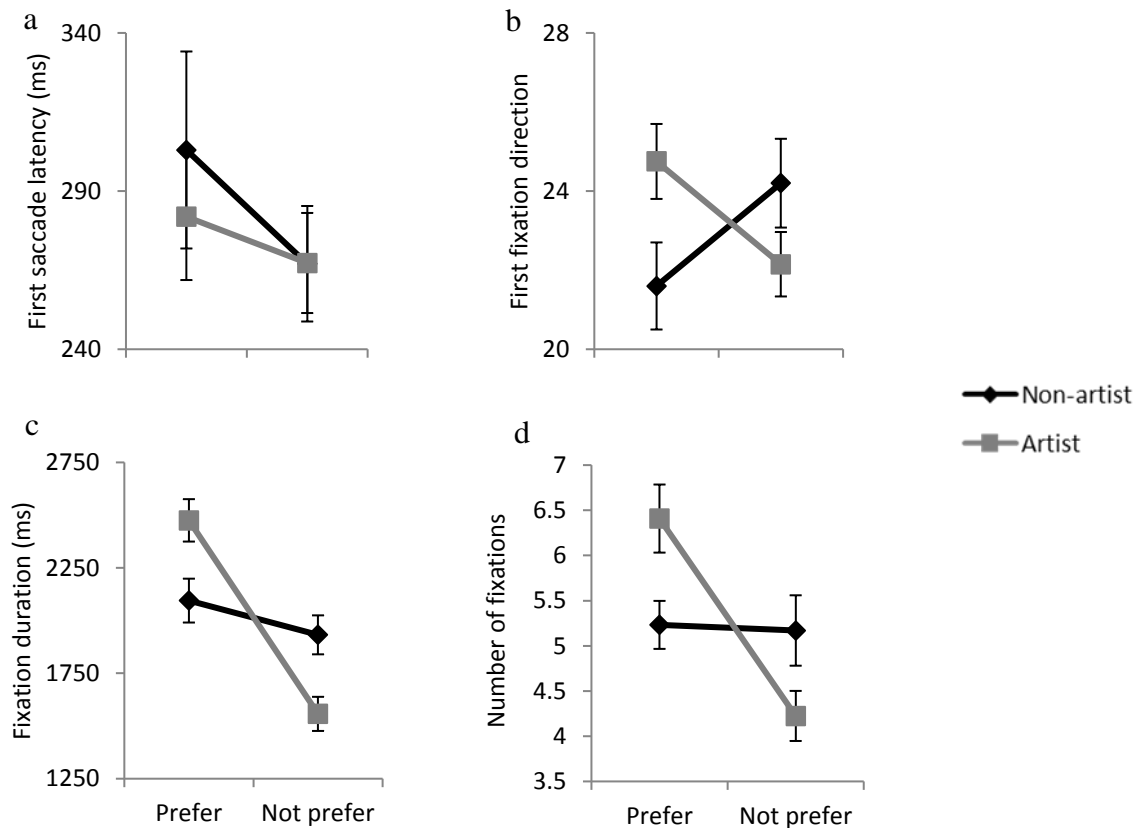 a
First saccade latency (ms)
340
290
240
b
First fixation direction
28
24
20
Non-artist
Artist
c
Fixation duration (ms)
2750
2250
1750
1250
Prefer
Not prefer
d
Number of fixations
7
6.5
6
5.5
5
4.5
4
3.5
Prefer
Not prefer